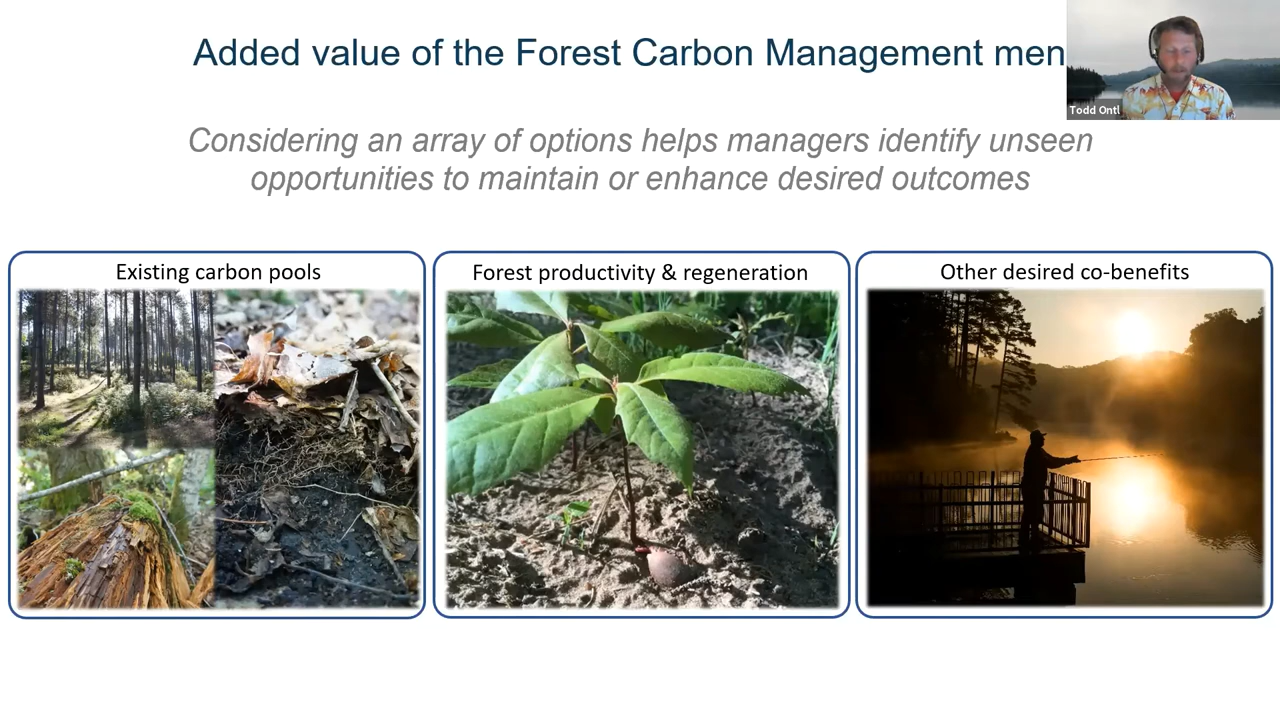 Added value of the Forest Carbon Management men
Todd Ontl
Considering an array of options helps managers identify unseen
opportunities to maintain or enhance desired outcomes
Existing carbon pools
Forest productivity & regeneration
Other desired co-benefits